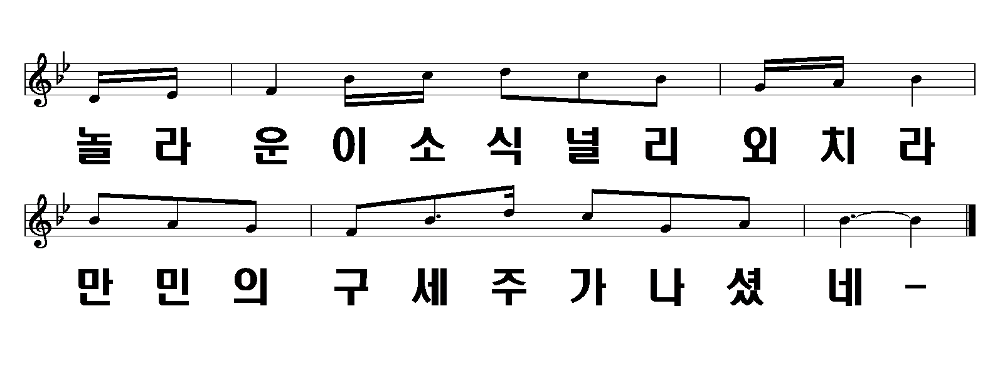 놀 라 운 이 소 식 널 리 외 치 라
만 민 의 구 세 주 가 나 셨 네 -